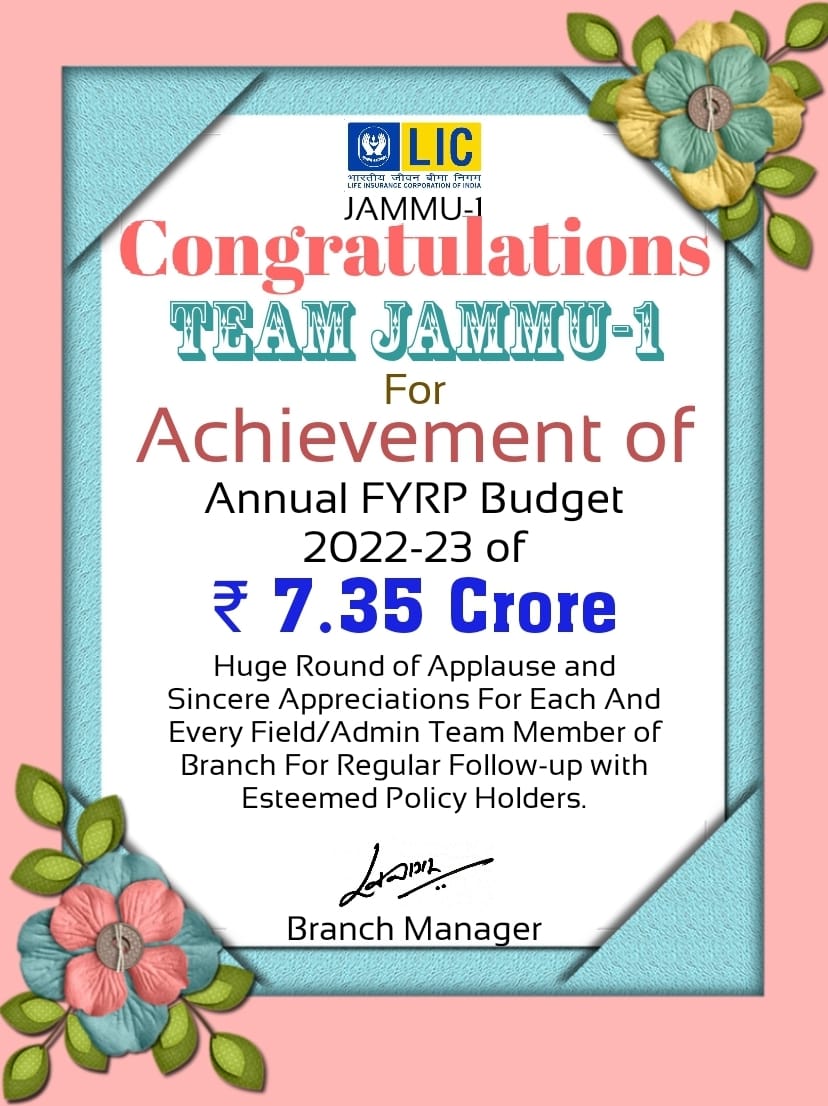 LIC
भारतीय जीवन बीमा निगम
LIFE INSURANCE CORPORATION OF INDIA
JAMMU-1
Congratulations
TEAM JAMMU-1
For
Achievement of
Annual FYRP Budget
2022-23 of
₹ 7.35 Crore
Huge Round of Applause and
Sincere Appreciations For Each And
Every Field/Admin Team Member of
Branch For Regular Follow-up with
Esteemed Policy Holders.
Branch Manager